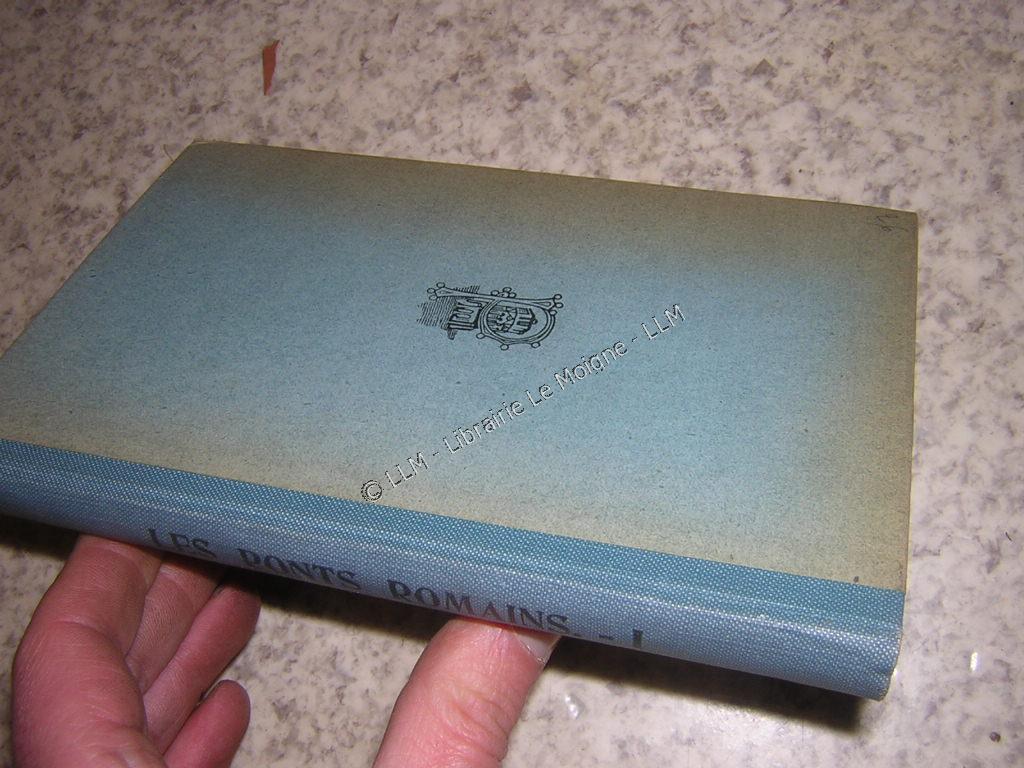 © LLM - Librairie Le Moigne - LLM
LES PONTS ROMAINS. - I